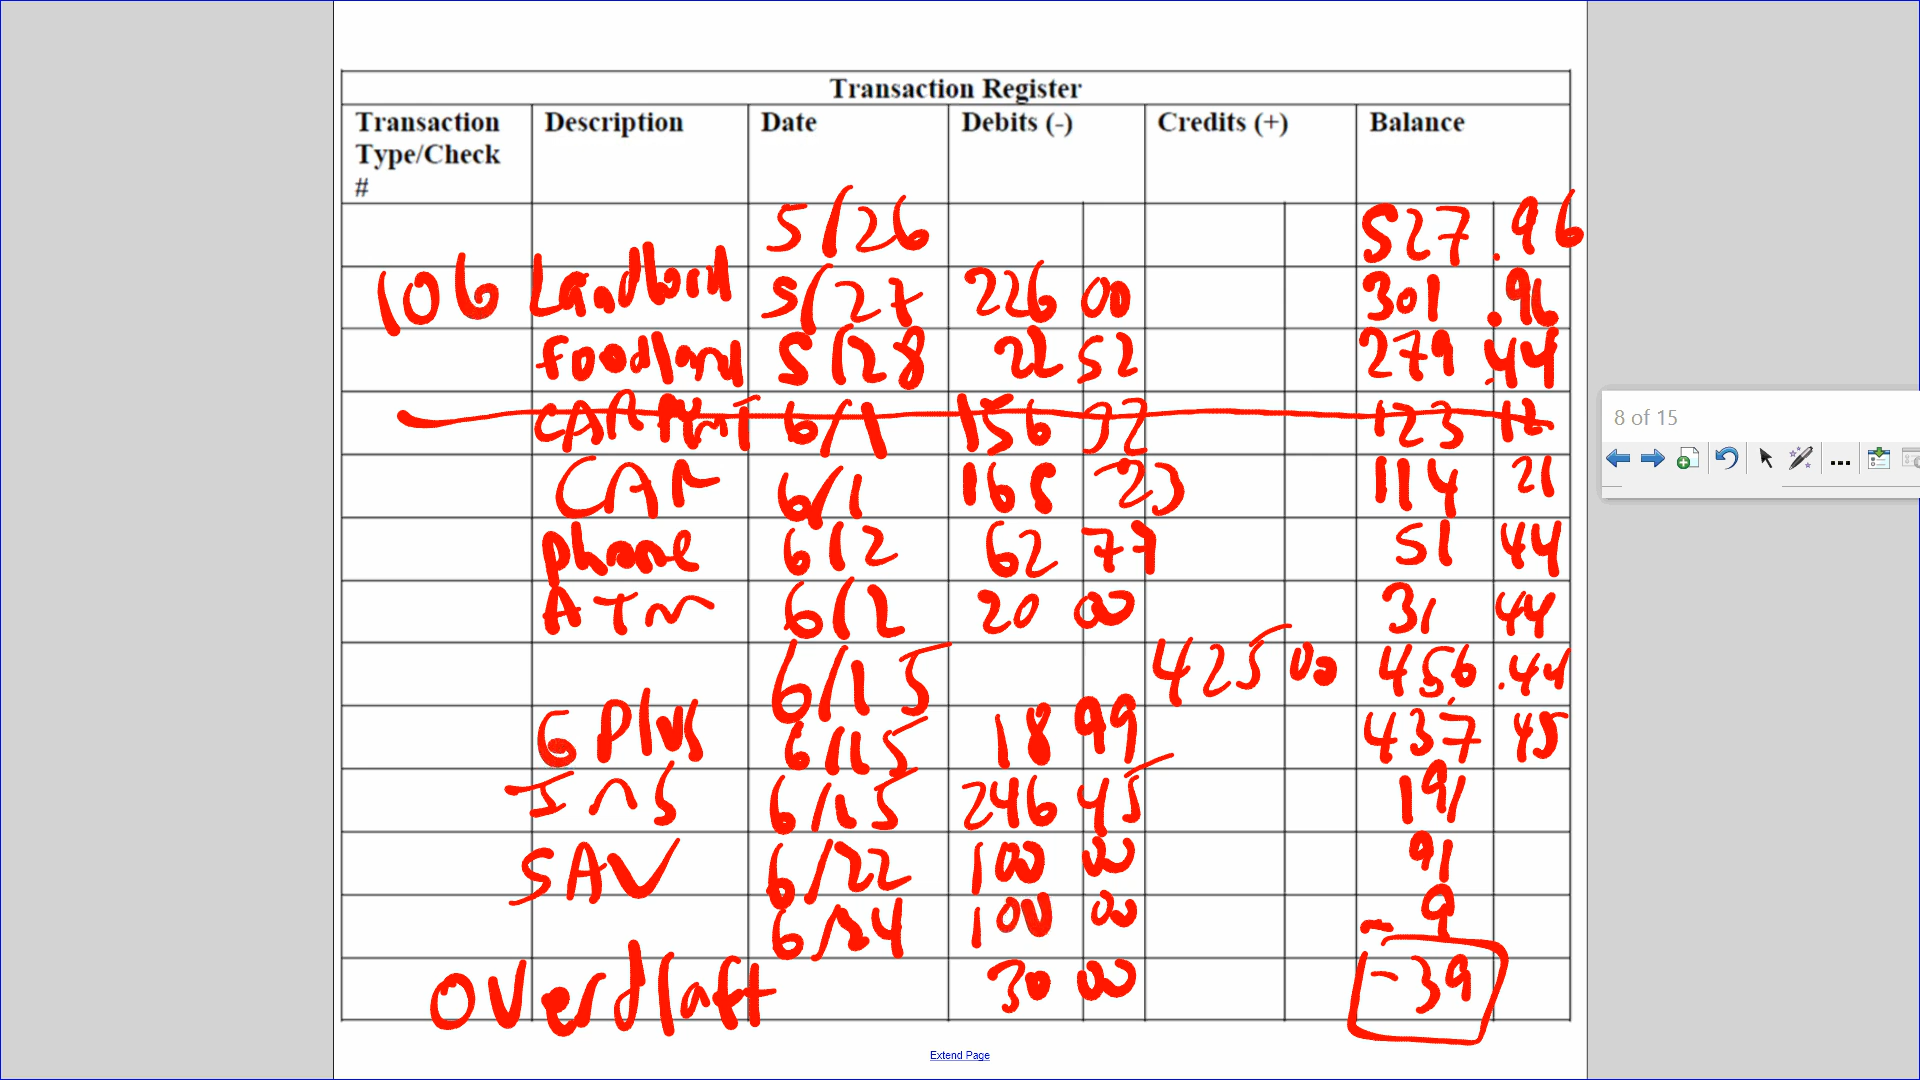 Transaction Register
Transaction Type/Check # Description Date Debits (-) Credits (+) Balance
5/26 527 .96
106 Landlord 5/27 226 00 301 .96
foodland 5/28 22 52 279 .44
CAR PMT 6/1 156 32 123 12
CAR 6/1 165 23 114 21
phone 6/2 62 77 51 44
ATM 6/2 20 00 31 44
6/15 425 00 456 .44
G Plus 6/15 18 99 437 45
Ins 6/15 246 45 191
SAV 6/22 100 00 91
6/24 100 00 -9
Overdraft 30 00 -39
Extend Page
8 of 15